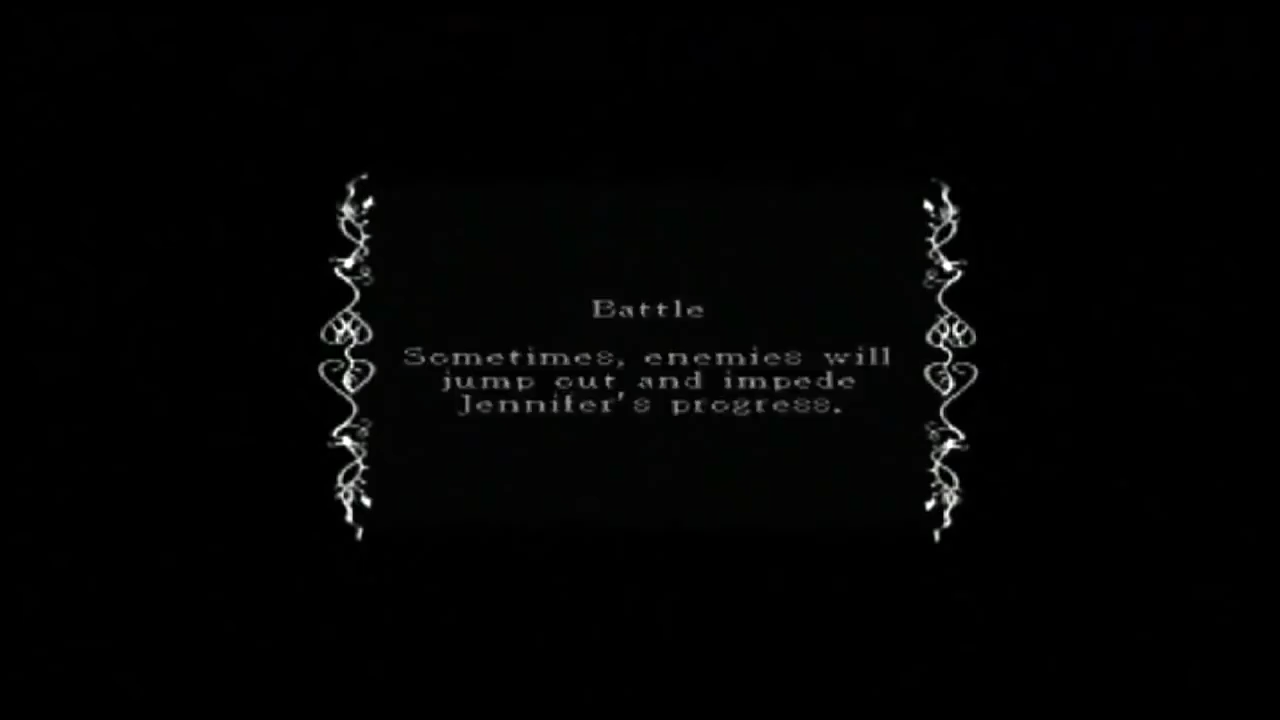 Battle
Sometimes, enemies will
jump out and impede
Jennifer's progress.